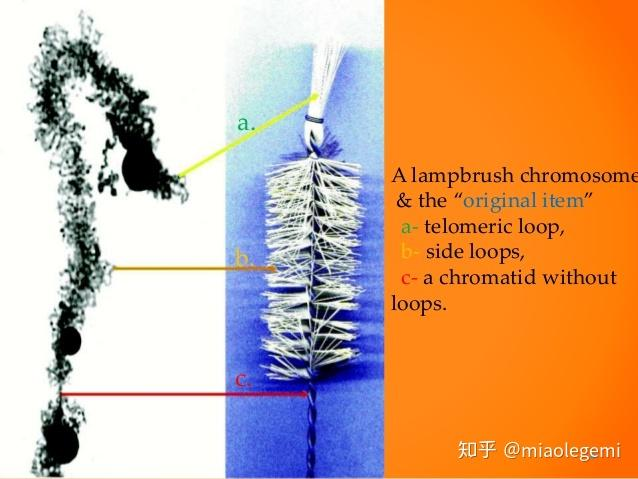 a.
b.
c.
A lampbrush chromosome
& the “original item”
a- telomeric loop,
b- side loops,
c- a chromatid without
loops.
知乎 @miaolegemi